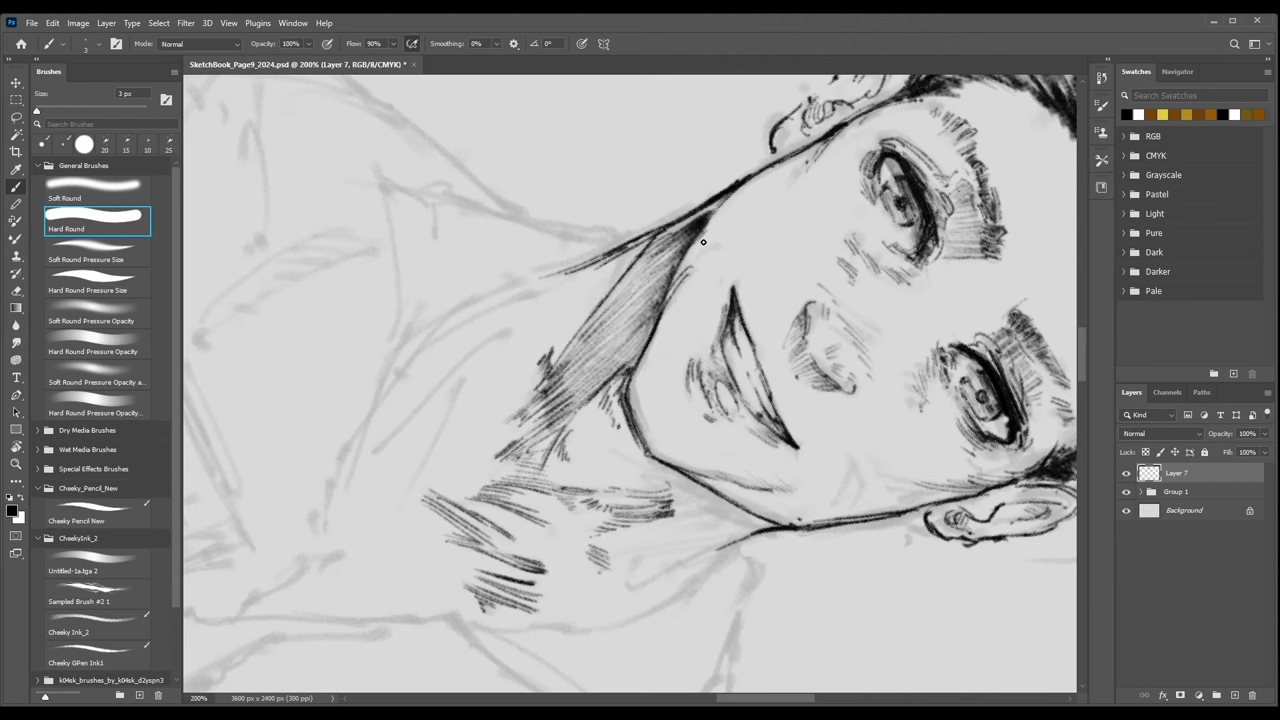 Ps File Edit Image Layer Type Select Filter 3D View Plugins Window Help
3 Mode: Normal Opacity: 100% Flow: 90% Smoothing: 0% 0°
SketchBook_Page9_2024.psd @ 200% (Layer 7, RGB/8/CMYK) *
Brushes
Size: 3 px
Search Brushes
20 15 10 25
General Brushes
Soft Round
Hard Round
Soft Round Pressure Size
Hard Round Pressure Size
Soft Round Pressure Opacity
Hard Round Pressure Opacity
Soft Round Pressure Opacity a...
Hard Round Pressure Opacity...
Dry Media Brushes
Wet Media Brushes
Special Effects Brushes
Cheeky_Pencil_New
Cheeky Pencil New
CheekyInk_2
Untitled-1a.tga 2
Sampled Brush #2 1
Cheeky Ink_2
Cheeky GPen Ink1
k04sk_brushes_by_k04sk_d2yspn3
200% 3600 px x 2400 px (300 ppi)
Swatches Navigator
Search Swatches
RGB
CMYK
Grayscale
Pastel
Light
Pure
Dark
Darker
Pale
Layers Channels Paths
Kind
Normal Opacity: 100%
Lock: Fill: 100%
Layer 7
Group 1
Background
fx